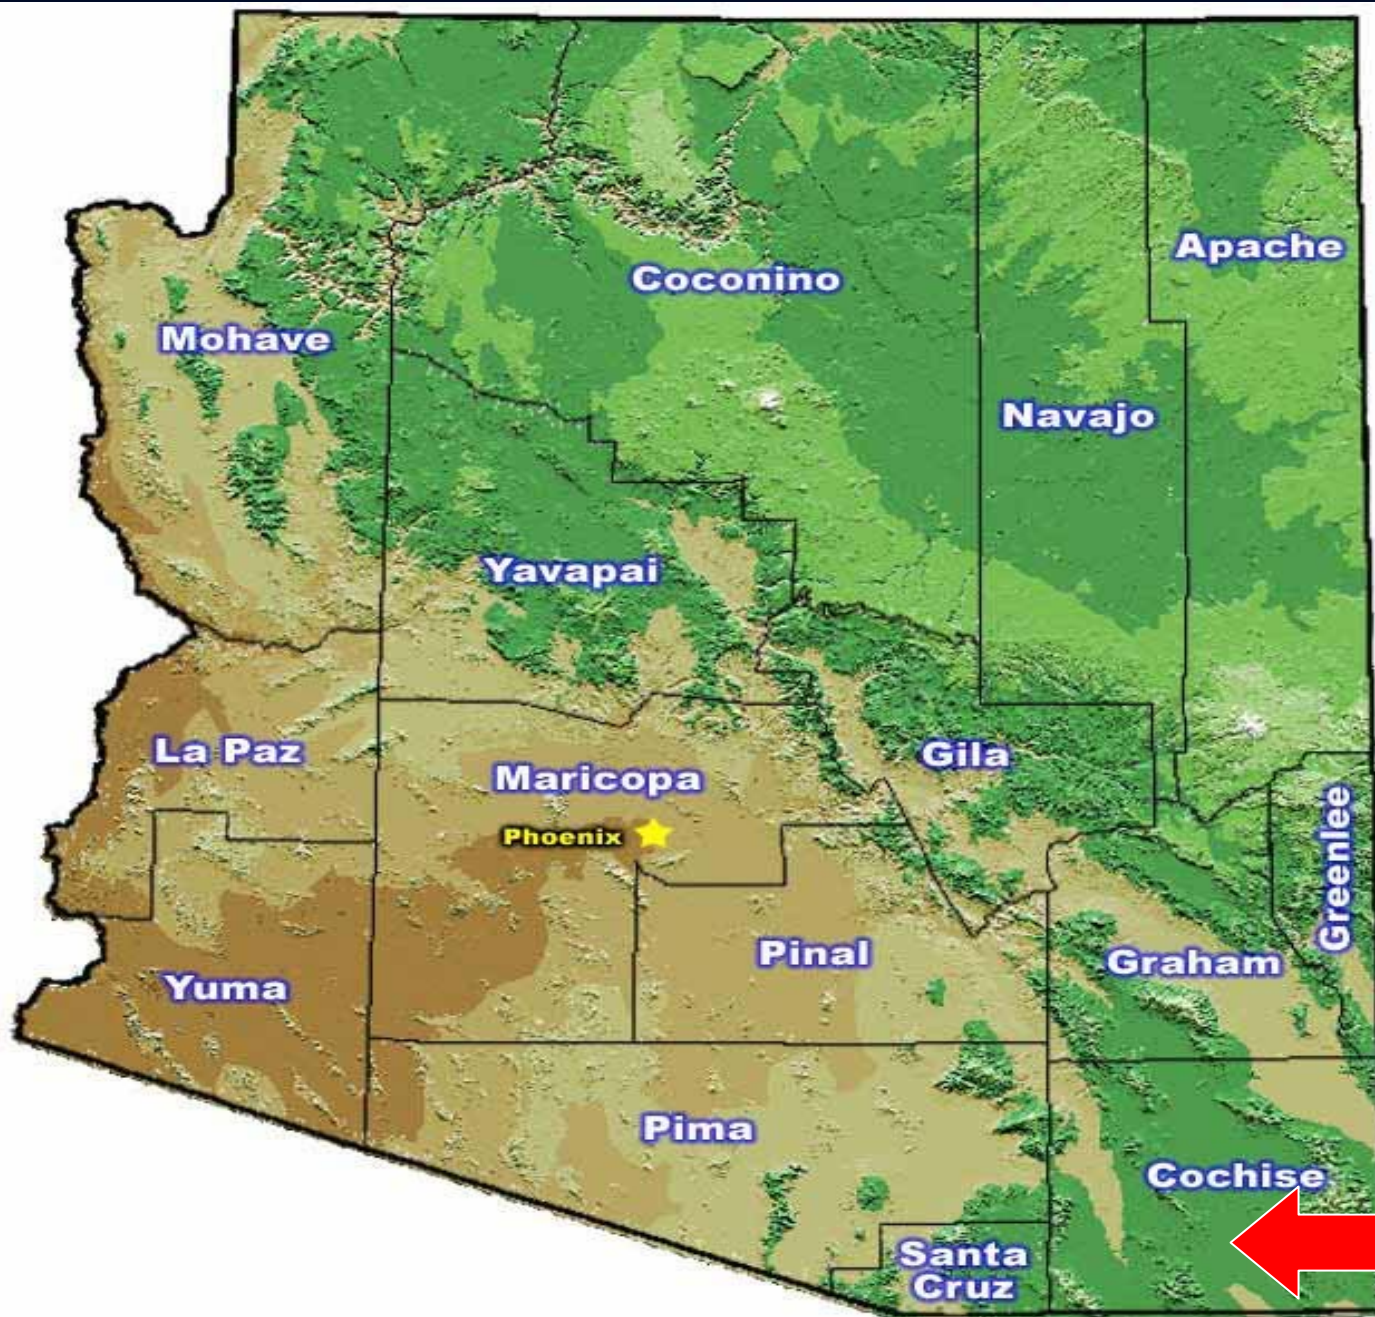 Apache
Coconino
Mohave
Navajo
Yavapai
La Paz
Maricopa
Gila
Phoenix
Greenlee
Pinal
Graham
Yuma
Pima
Cochise
Santa
Cruz